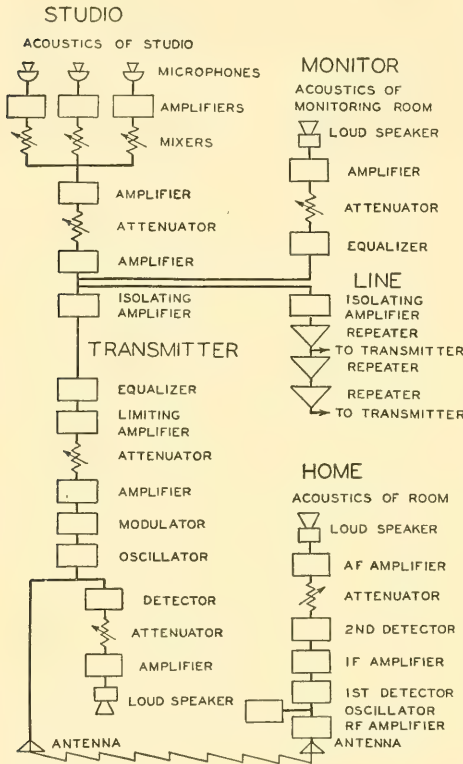 STUDIO
ACOUSTICS OF STUDIO
MICROPHONES
AMPLIFIERS
MIXERS
AMPLIFIER
ATTENUATOR
AMPLIFIER
ISOLATING
AMPLIFIER
TRANSMITTER
EQUALIZER
LIMITING
AMPLIFIER
ATTENUATOR
AMPLIFIER
MODULATOR
OSCILLATOR
DETECTOR
ATTENUATOR
AMPLIFIER
LOUD SPEAKER
ANTENNA
MONITOR
ACOUSTICS OF
MONITORING ROOM
LOUD SPEAKER
AMPLIFIER
ATTENUATOR
EQUALIZER
LINE
ISOLATING
AMPLIFIER
REPEATER
TO TRANSMITTER
REPEATER
REPEATER
TO TRANSMITTER
HOME
ACOUSTICS OF ROOM
LOUD SPEAKER
AF AMPLIFIER
ATTENUATOR
2ND DETECTOR
IF AMPLIFIER
1ST DETECTOR
OSCILLATOR
RF AMPLIFIER
ANTENNA